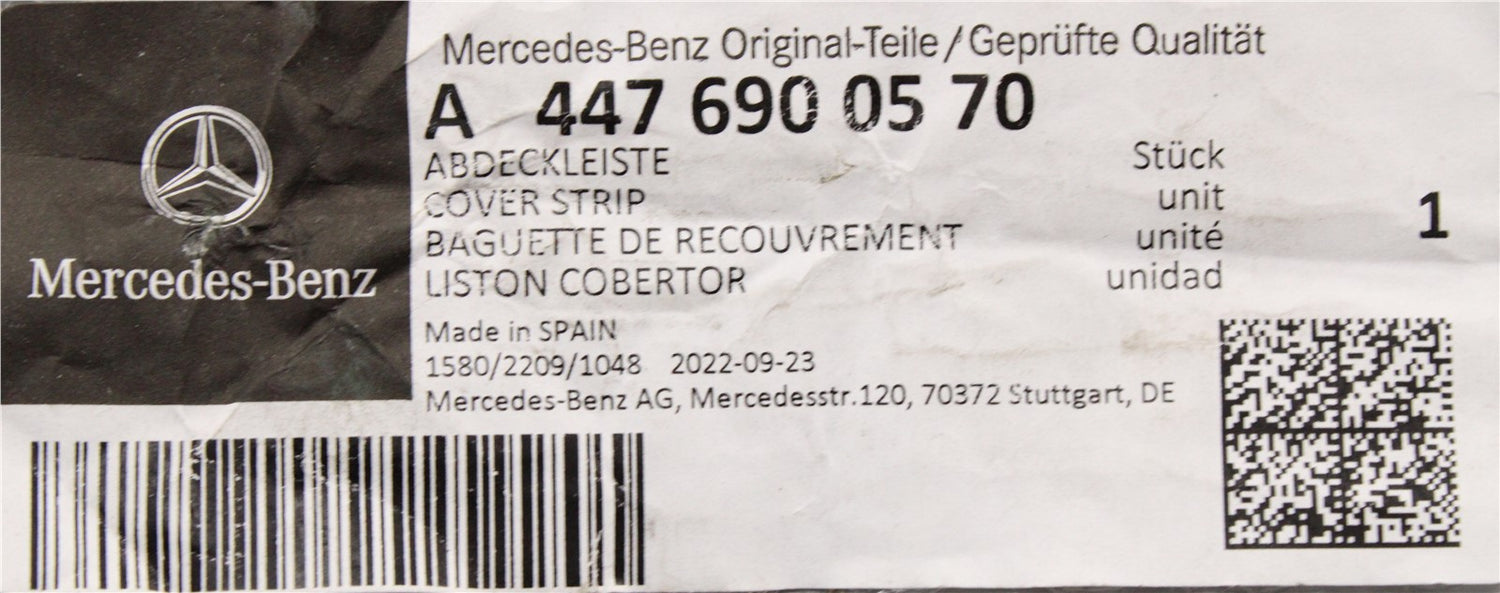 Mercedes-Benz
Mercedes-Benz Original-Teile/Geprüfte Qualität
A 447 690 05 70
ABDECKLEISTE Stück
COVER STRIP unit
BAGUETTE DE RECOUVREMENT unité 1
LISTON COBERTOR unidad
Made in SPAIN
1580/2209/1048 2022-09-23
Mercedes-Benz AG, Mercedesstr.120, 70372 Stuttgart, DE